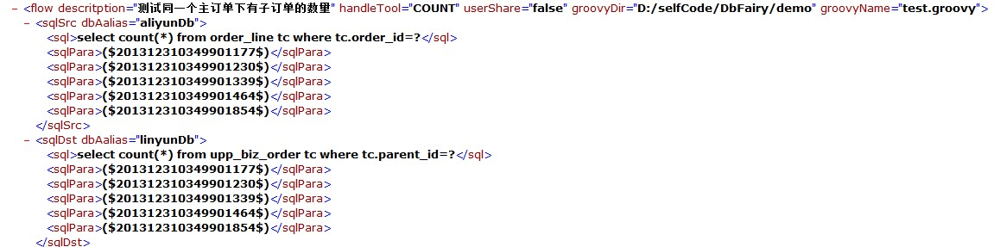 - <flow descritption="测试同一个主订单下有子订单的数量" handleTool="COUNT" userShare="false" groovyDir="D:/selfCode/DbFairy/demo" groovyName="test.groovy">
- <sqlSrc dbAalias="aliyunDb">
<sql>select count(*) from order_line tc where tc.order_id=?</sql>
<sqlPara>($201312310349901177$)</sqlPara>
<sqlPara>($201312310349901230$)</sqlPara>
<sqlPara>($201312310349901339$)</sqlPara>
<sqlPara>($201312310349901464$)</sqlPara>
<sqlPara>($201312310349901854$)</sqlPara>
</sqlSrc>
- <sqlDst dbAalias="linyunDb">
<sql>select count(*) from upp_biz_order tc where tc.parent_id=?</sql>
<sqlPara>($201312310349901177$)</sqlPara>
<sqlPara>($201312310349901230$)</sqlPara>
<sqlPara>($201312310349901339$)</sqlPara>
<sqlPara>($201312310349901464$)</sqlPara>
<sqlPara>($201312310349901854$)</sqlPara>
</sqlDst>